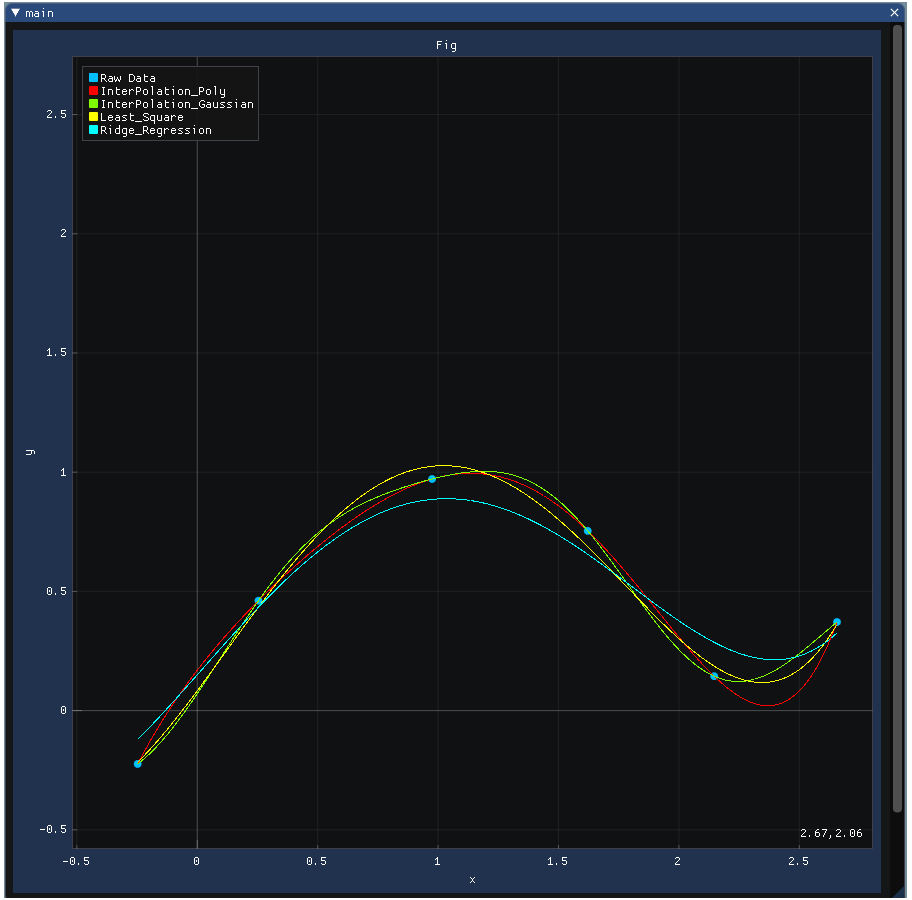 main
Fig
Raw Data
InterPolation_Poly
InterPolation_Gaussian
Least_Square
Ridge_Regression
2.5
2
1.5
1
y
0.5
0
-0.5
2.67,2.06
-0.5 0 0.5 1 1.5 2 2.5
x